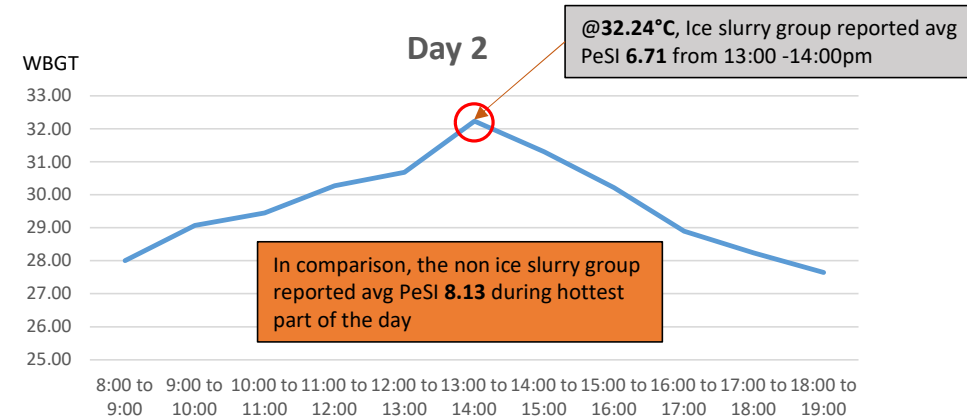 @32.24°C, Ice slurry group reported avg
PeSI 6.71 from 13:00 -14:00pm
Day 2
WBGT
33.00
32.00
31.00
30.00
29.00
28.00
27.00
26.00
25.00
In comparison, the non ice slurry group
reported avg PeSI 8.13 during hottest
part of the day
8:00 to 9:00 to 10:00 to 11:00 to 12:00 to 13:00 to 14:00 to 15:00 to 16:00 to 17:00 to 18:00 to
9:00 10:00 11:00 12:00 13:00 14:00 15:00 16:00 17:00 18:00 19:00